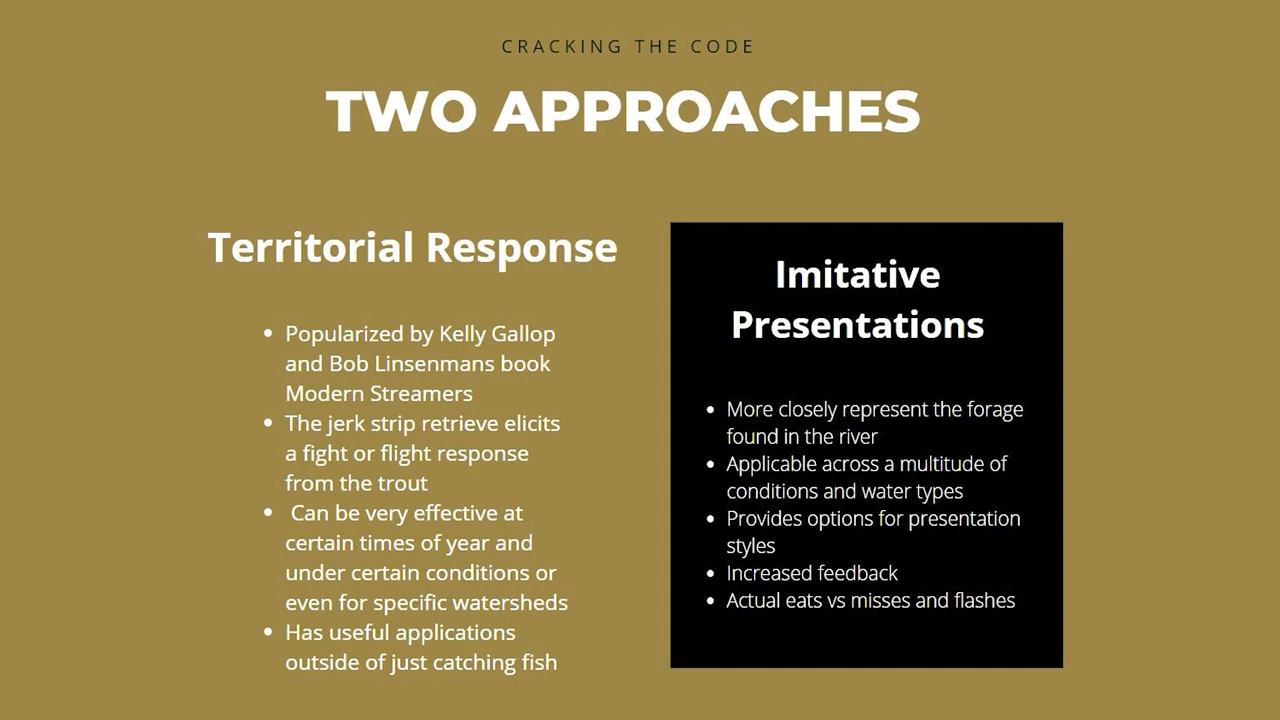 CRACKING THE CODE
TWO APPROACHES
Territorial Response
• Popularized by Kelly Gallop
and Bob Linsenmans book
Modern Streamers
• The jerk strip retrieve elicits
a fight or flight response
from the trout
• Can be very effective at
certain times of year and
under certain conditions or
even for specific watersheds
• Has useful applications
outside of just catching fish
Imitative
Presentations
• More closely represent the forage
found in the river
• Applicable across a multitude of
conditions and water types
• Provides options for presentation
styles
• Increased feedback
• Actual eats vs misses and flashes